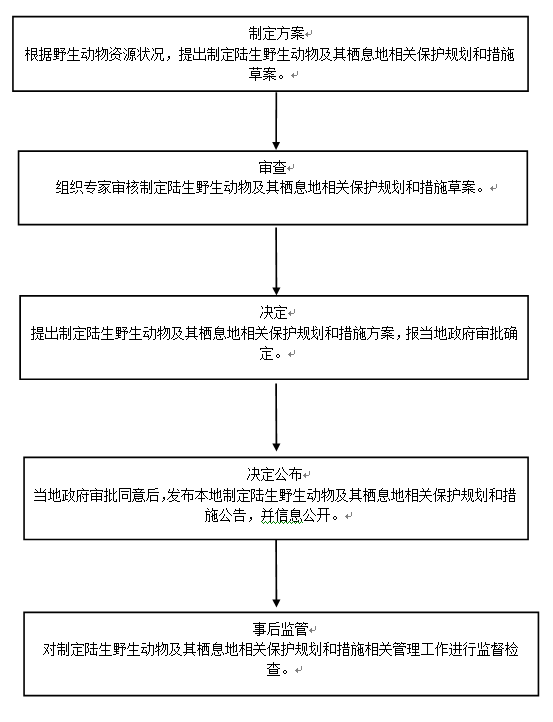 制定方案
根据野生动物资源状况，提出制定陆生野生动物及其栖息地相关保护规划和措施
草案。
审查
组织专家审核制定陆生野生动物及其栖息地相关保护规划和措施草案。
决定
提出制定陆生野生动物及其栖息地相关保护规划和措施方案，报当地政府审批确
定。
决定公布
当地政府审批同意后，发布本地制定陆生野生动物及其栖息地相关保护规划和措
施公告，并信息公开。
事后监管
对制定陆生野生动物及其栖息地相关保护规划和措施相关管理工作进行监督检
查。